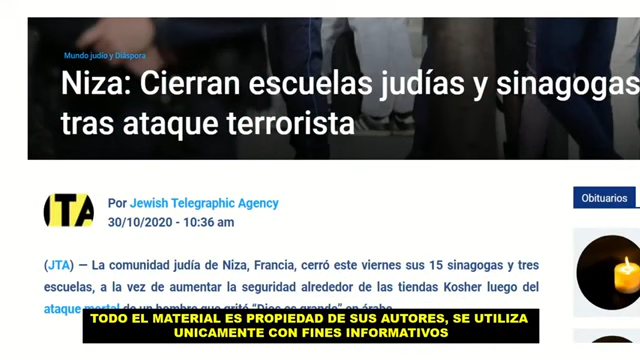 Mundo judío y Diáspora
Niza: Cierran escuelas judías y sinagogas
tras ataque terrorista
JTA
Por Jewish Telegraphic Agency
30/10/2020 - 10:36 am
Obituarios
(JTA) — La comunidad judía de Niza, Francia, cerró este viernes sus 15 sinagogas y tres
escuelas, a la vez de aumentar la seguridad alrededor de las tiendas Kosher luego del
ataque mortal de un hombre que gritó “Dios es grande” en árabe.
TODO EL MATERIAL ES PROPIEDAD DE SUS AUTORES, SE UTILIZA
UNICAMENTE CON FINES INFORMATIVOS